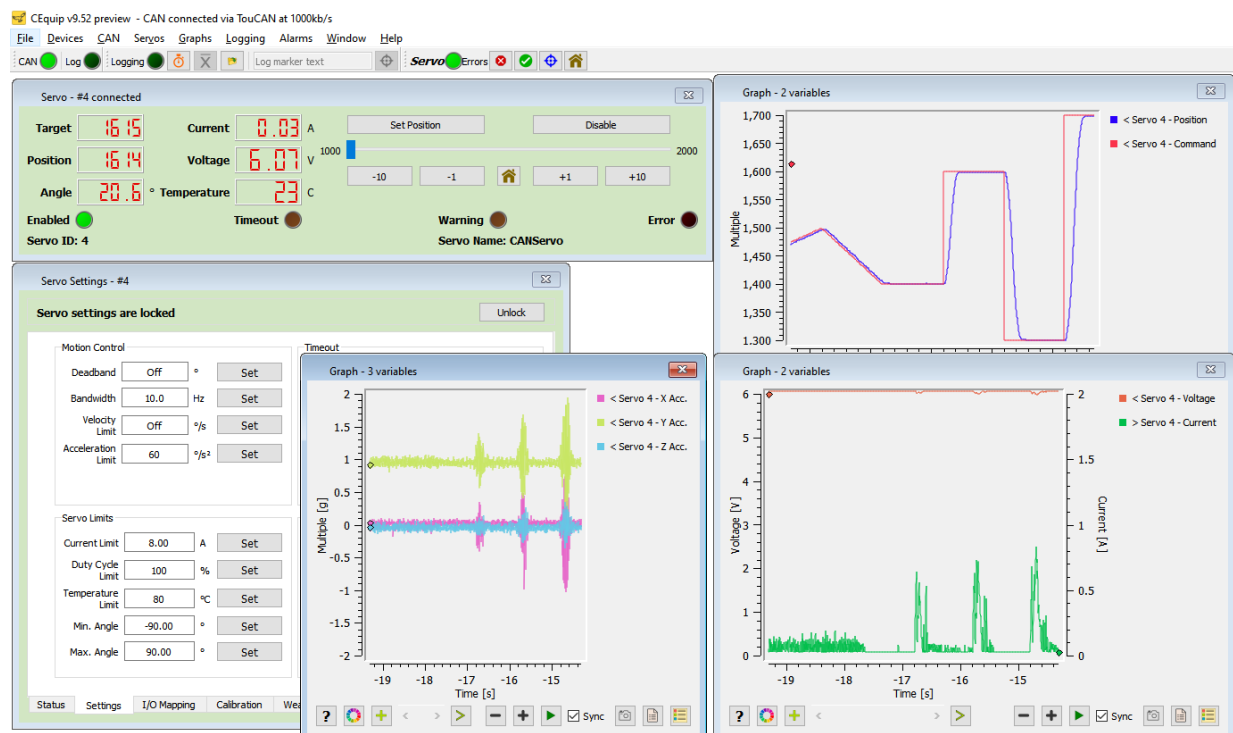 CEquip v9.52 preview - CAN connected via TouCAN at 1000kb/s
File Devices CAN Servos Graphs Logging Alarms Window Help
CAN Log Logging Log marker text Servo Errors
Servo - #4 connected
Target 1615 Current 0.03 A Set Position Disable
Position 1614 Voltage 6.07 V 1000 2000
-10 -1 +1 +10
Angle 20.6 ° Temperature 23 C
Enabled Timeout Warning Error
Servo ID: 4 Servo Name: CANServo
Graph - 2 variables
1,700
1,650
1,600
1,550
1,500
1,450
1,400
1,350
1,300
Multiple
< Servo 4 - Position
< Servo 4 - Command
Servo Settings - #4
Servo settings are locked Unlock
Motion Control
Deadband Off ° Set
Bandwidth 10.0 Hz Set
Velocity Limit Off °/s Set
Acceleration Limit 60 °/s² Set
Timeout
Servo Limits
Current Limit 8.00 A Set
Duty Cycle Limit 100 % Set
Temperature Limit 80 °C Set
Min. Angle -90.00 ° Set
Max. Angle 90.00 ° Set
Status Settings I/O Mapping Calibration
Graph - 3 variables
2
1.5
1
0.5
0
-0.5
-1
-1.5
-2
Multiple [g]
-19 -18 -17 -16 -15
Time [s]
< Servo 4 - X Acc.
< Servo 4 - Y Acc.
< Servo 4 - Z Acc.
? + < > > Sync
Graph - 2 variables
6
5
4
3
2
1
0
Voltage [V]
2
1.5
1
0.5
0
Current [A]
-19 -18 -17 -16 -15
Time [s]
< Servo 4 - Voltage
> Servo 4 - Current
? + < > > Sync